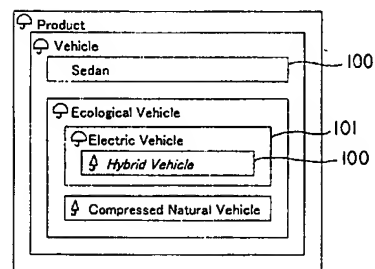 Product
Vehicle
Sedan
100
Ecological Vehicle
Electric Vehicle
101
Hybrid Vehicle
100
Compressed Natural Vehicle